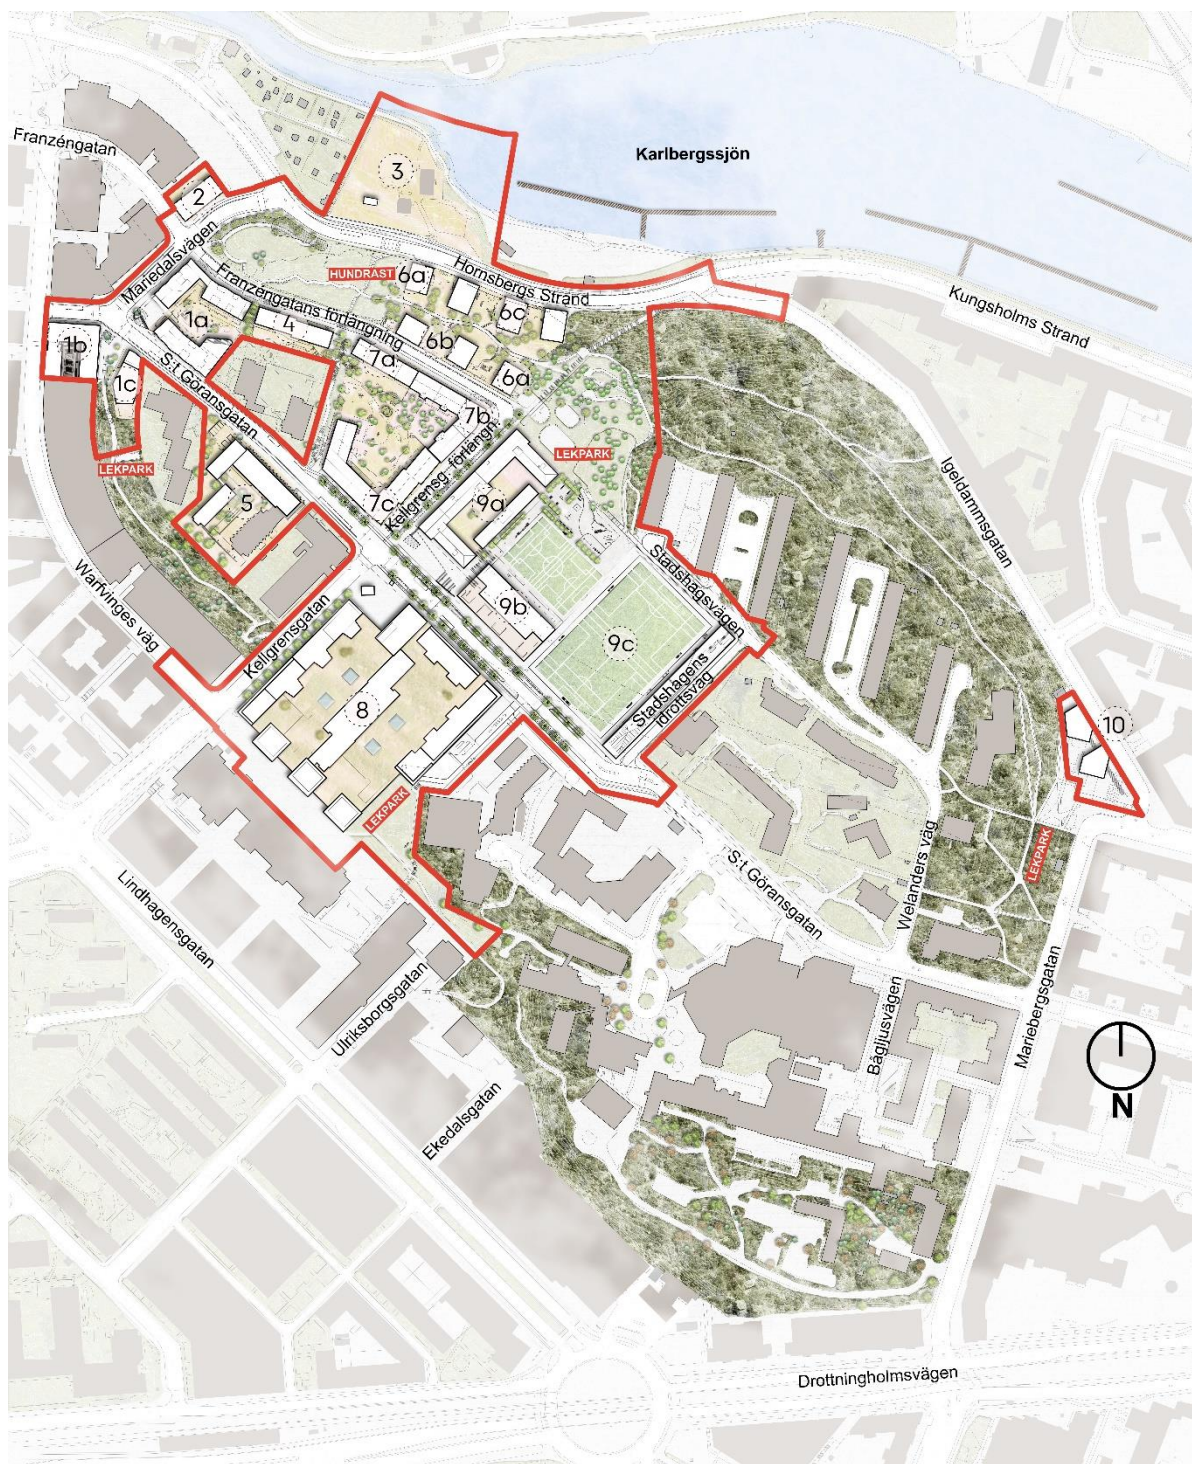 Karlbergssjön
Franzéngatan
3
2
HUNDRAST
6a
Hornsbergs Strand
Kungsholms Strand
Mariedalsvägen
Franzéngatans förlängning
6c
1a
4
6b
1b
7a
6a
1c
S:t Göransgatan
7b
Kellgrensg. förlängn.
LEKPARK
LEKPARK
Igeldammsgatan
5
7c
9a
Stadshagsvägen
Warfvinges väg
Kellgrensgatan
9b
9c
Stadshagens
idrottsväg
8
10
LEKPARK
LEKPARK
S:t Göransgatan
Welanders väg
Lindhagensgatan
Ulriksborgsgatan
Mariebergsgatan
Bågljusvägen
Ekedalsgatan
N
Drottningholmsvägen